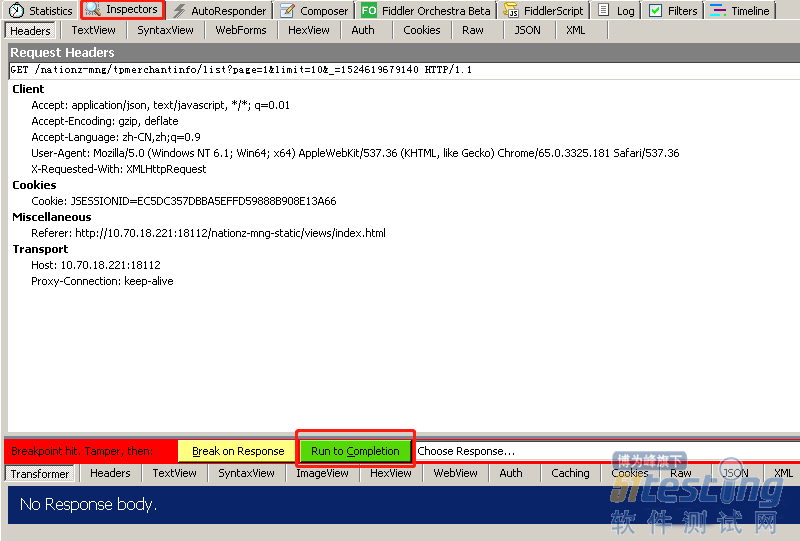 Statistics Inspectors AutoResponder Composer FO Fiddler Orchestra Beta FiddlerScript Log Filters Timeline
Headers TextView SyntaxView WebForms HexView Auth Cookies Raw JSON XML
Request Headers
GET /nationz-mng/tpmerchantinfo/list?page=1&limit=10&_=1524619679140 HTTP/1.1
Client
Accept: application/json, text/javascript, */*; q=0.01
Accept-Encoding: gzip, deflate
Accept-Language: zh-CN,zh;q=0.9
User-Agent: Mozilla/5.0 (Windows NT 6.1; Win64; x64) AppleWebKit/537.36 (KHTML, like Gecko) Chrome/65.0.3325.181 Safari/537.36
X-Requested-With: XMLHttpRequest
Cookies
Cookie: JSESSIONID=EC5DC357DBBA5EFFD59888B908E13A66
Miscellaneous
Referer: http://10.70.18.221:18112/nationz-mng-static/views/index.html
Transport
Host: 10.70.18.221:18112
Proxy-Connection: keep-alive
Breakpoint hit. Tamper, then: Break on Response Run to Completion Choose Response...
Transformer Headers TextView SyntaxView ImageView HexView WebView Auth Caching Cookies Raw JSON XML
No Response body.
博为峰旗下
51testing
软件测试网